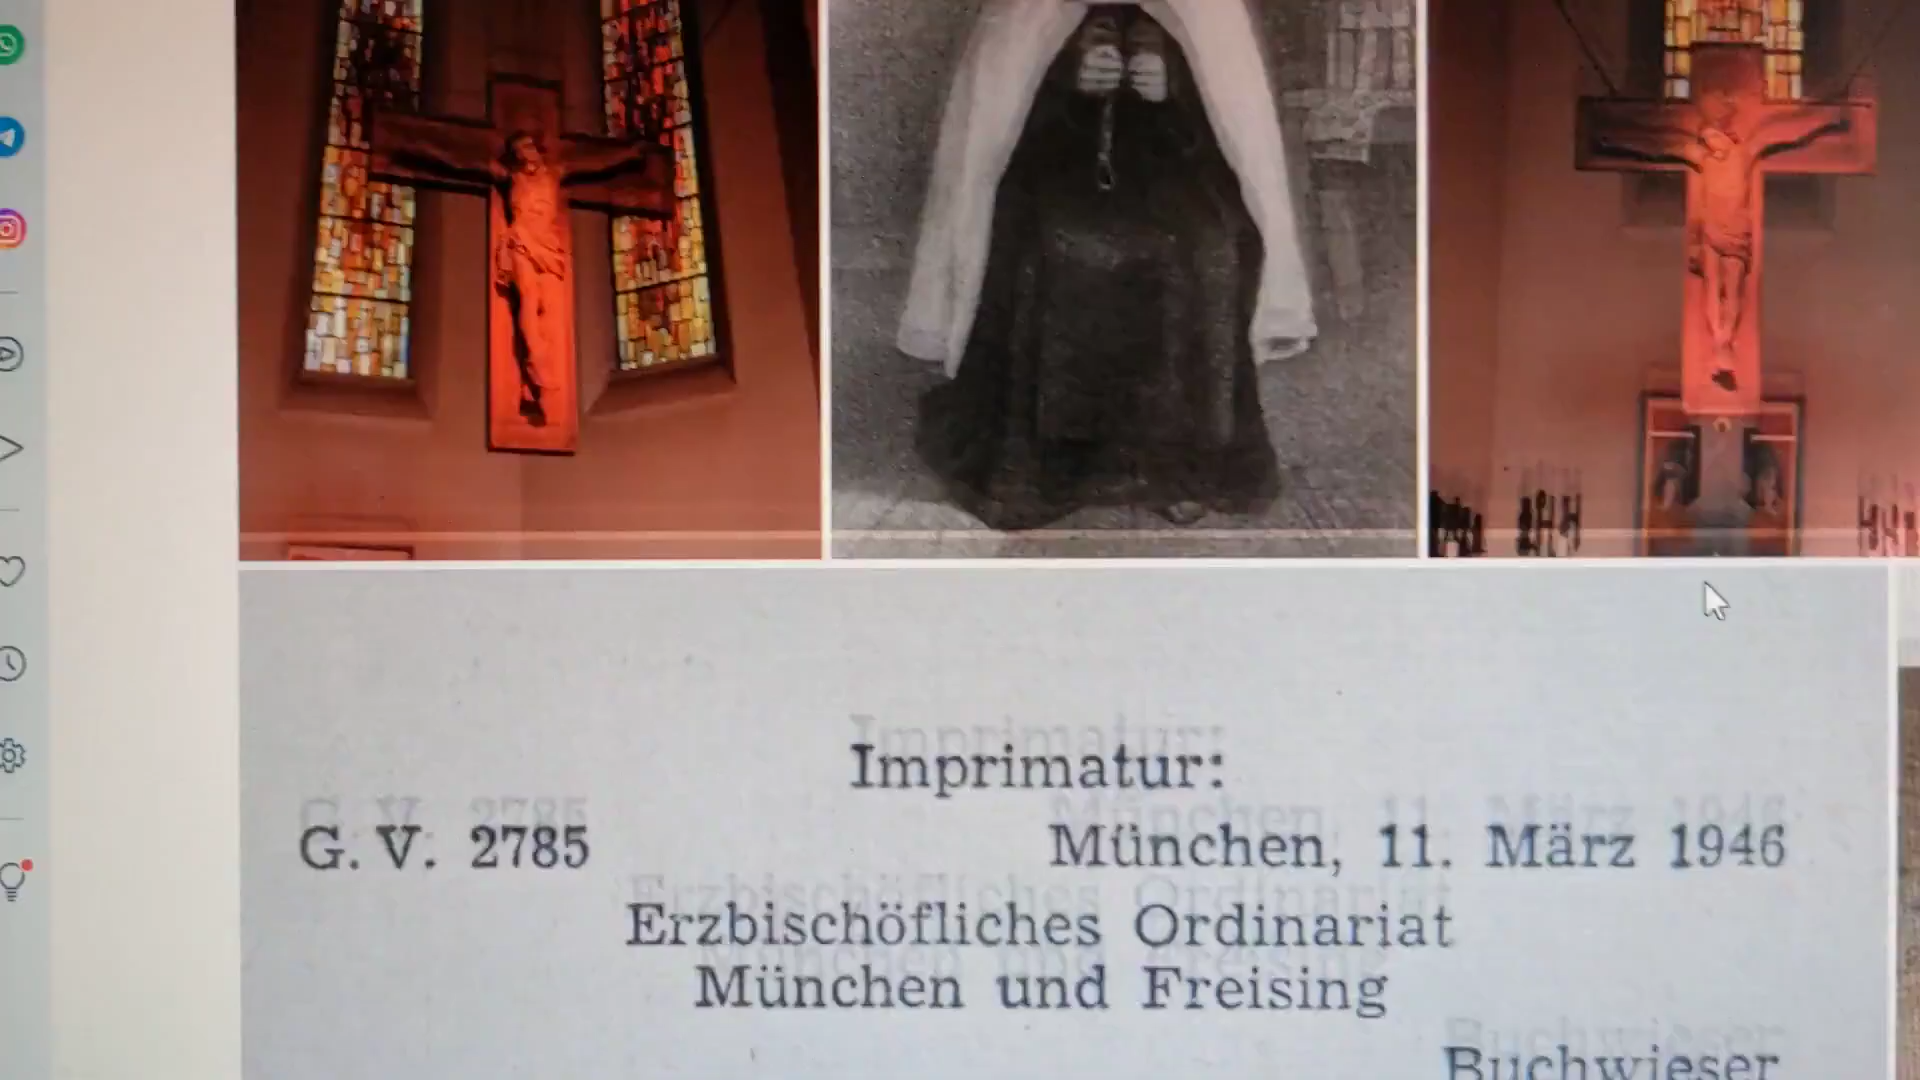 Imprimatur:
G. V. 2785 München, 11. März 1946
Erzbischöfliches Ordinariat
München und Freising
Buchwieser